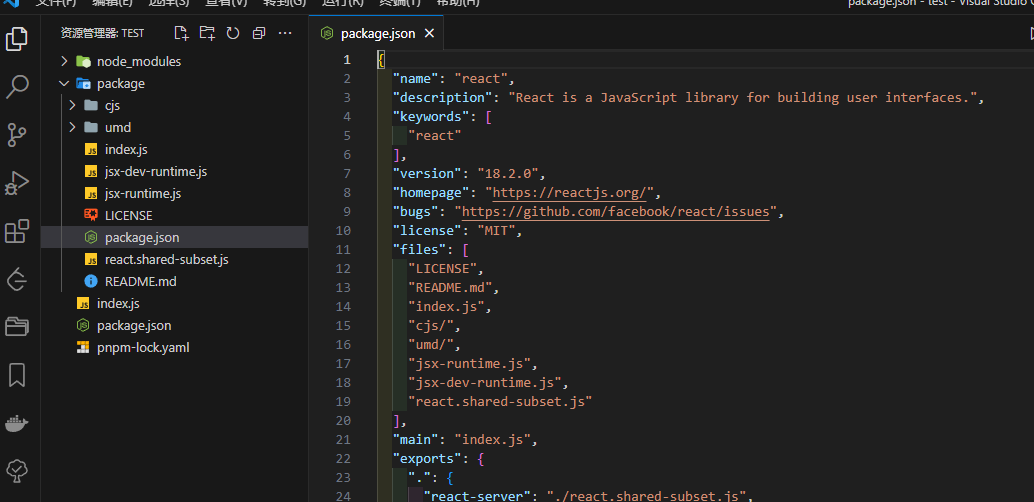 文件(F) 编辑(E) 选择(S) 查看(V) 转到(G) 运行(R) 终端(T) 帮助(H) package.json - test - Visual Studio
资源管理器: TEST
node_modules
package
cjs
umd
index.js
jsx-dev-runtime.js
jsx-runtime.js
LICENSE
package.json
react.shared-subset.js
README.md
index.js
package.json
pnpm-lock.yaml
package.json
1 {
2 "name": "react",
3 "description": "React is a JavaScript library for building user interfaces.",
4 "keywords": [
5 "react"
6 ],
7 "version": "18.2.0",
8 "homepage": "https://reactjs.org/",
9 "bugs": "https://github.com/facebook/react/issues",
10 "license": "MIT",
11 "files": [
12 "LICENSE",
13 "README.md",
14 "index.js",
15 "cjs/",
16 "umd/",
17 "jsx-runtime.js",
18 "jsx-dev-runtime.js",
19 "react.shared-subset.js"
20 ],
21 "main": "index.js",
22 "exports": {
23 ".": {
24 "react-server": "./react.shared-subset.js",